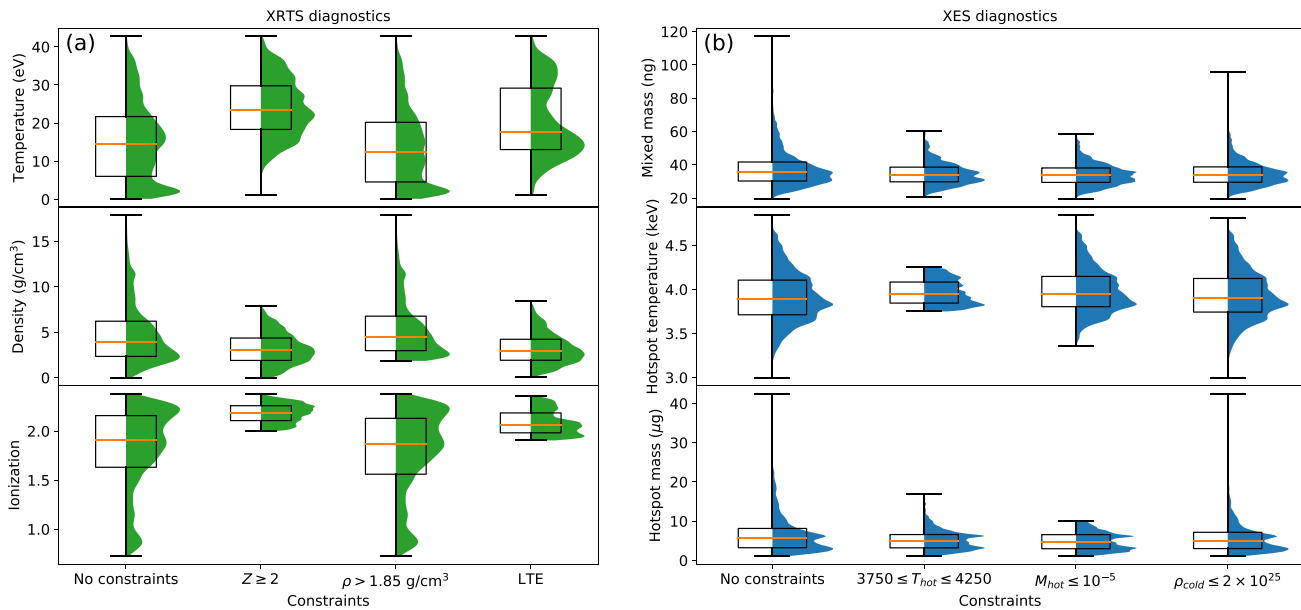 XRTS diagnostics
(a)
Temperature (eV)
40
30
20
10
0
Density (g/cm³)
15
10
5
0
Ionization
2.0
1.5
1.0
No constraints
Z ≥ 2
ρ > 1.85 g/cm³
LTE
Constraints
XES diagnostics
(b)
Mixed mass (ng)
120
100
80
60
40
20
Hotspot temperature (keV)
4.5
4.0
3.5
3.0
Hotspot mass (μg)
40
30
20
10
0
No constraints
3750 ≤ T_hot ≤ 4250
M_hot ≤ 10⁻⁵
ρ_cold ≤ 2 × 10²⁵
Constraints